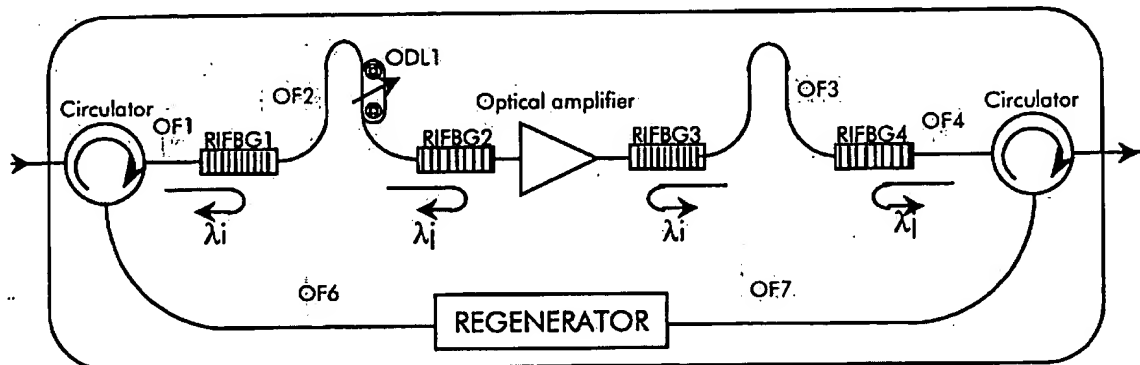 ODL1
OF2
OF3
Optical amplifier
Circulator
Circulator
OF1
OF4
RIFBG1
RIFBG2
RIFBG3
RIFBG4
λi
λj
λi
λj
OF6
OF7
REGENERATOR